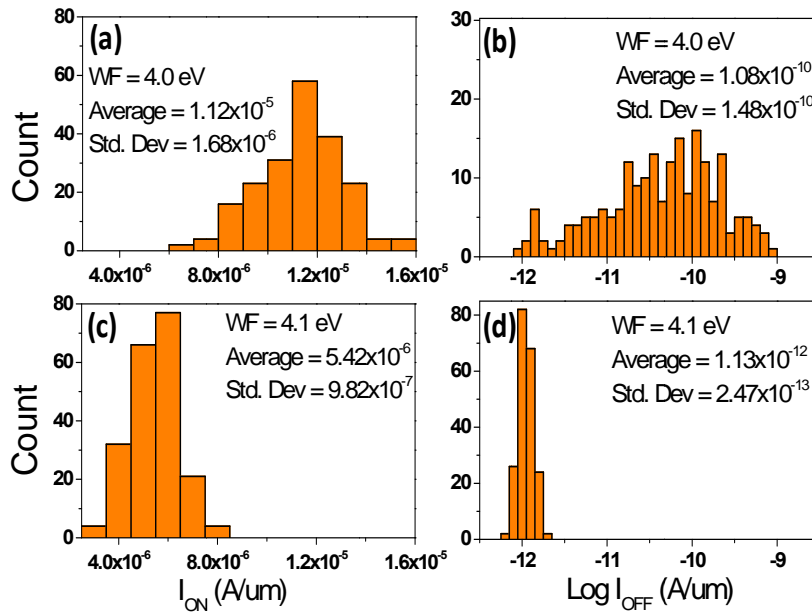 (a)
WF = 4.0 eV
Average = 1.12x10⁻⁵
Std. Dev = 1.68x10⁻⁶
Count
80
60
40
20
0
4.0x10⁻⁶ 8.0x10⁻⁶ 1.2x10⁻⁵ 1.6x10⁻⁵
(b)
WF = 4.0 eV
Average = 1.08x10⁻¹⁰
Std. Dev = 1.48x10⁻¹⁰
30
20
10
0
-12 -11 -10 -9
(c)
WF = 4.1 eV
Average = 5.42x10⁻⁶
Std. Dev = 9.82x10⁻⁷
Count
80
60
40
20
0
4.0x10⁻⁶ 8.0x10⁻⁶ 1.2x10⁻⁵ 1.6x10⁻⁵
I_ON (A/um)
(d)
WF = 4.1 eV
Average = 1.13x10⁻¹²
Std. Dev = 2.47x10⁻¹³
80
60
40
20
0
-12 -11 -10 -9
Log I_OFF (A/um)